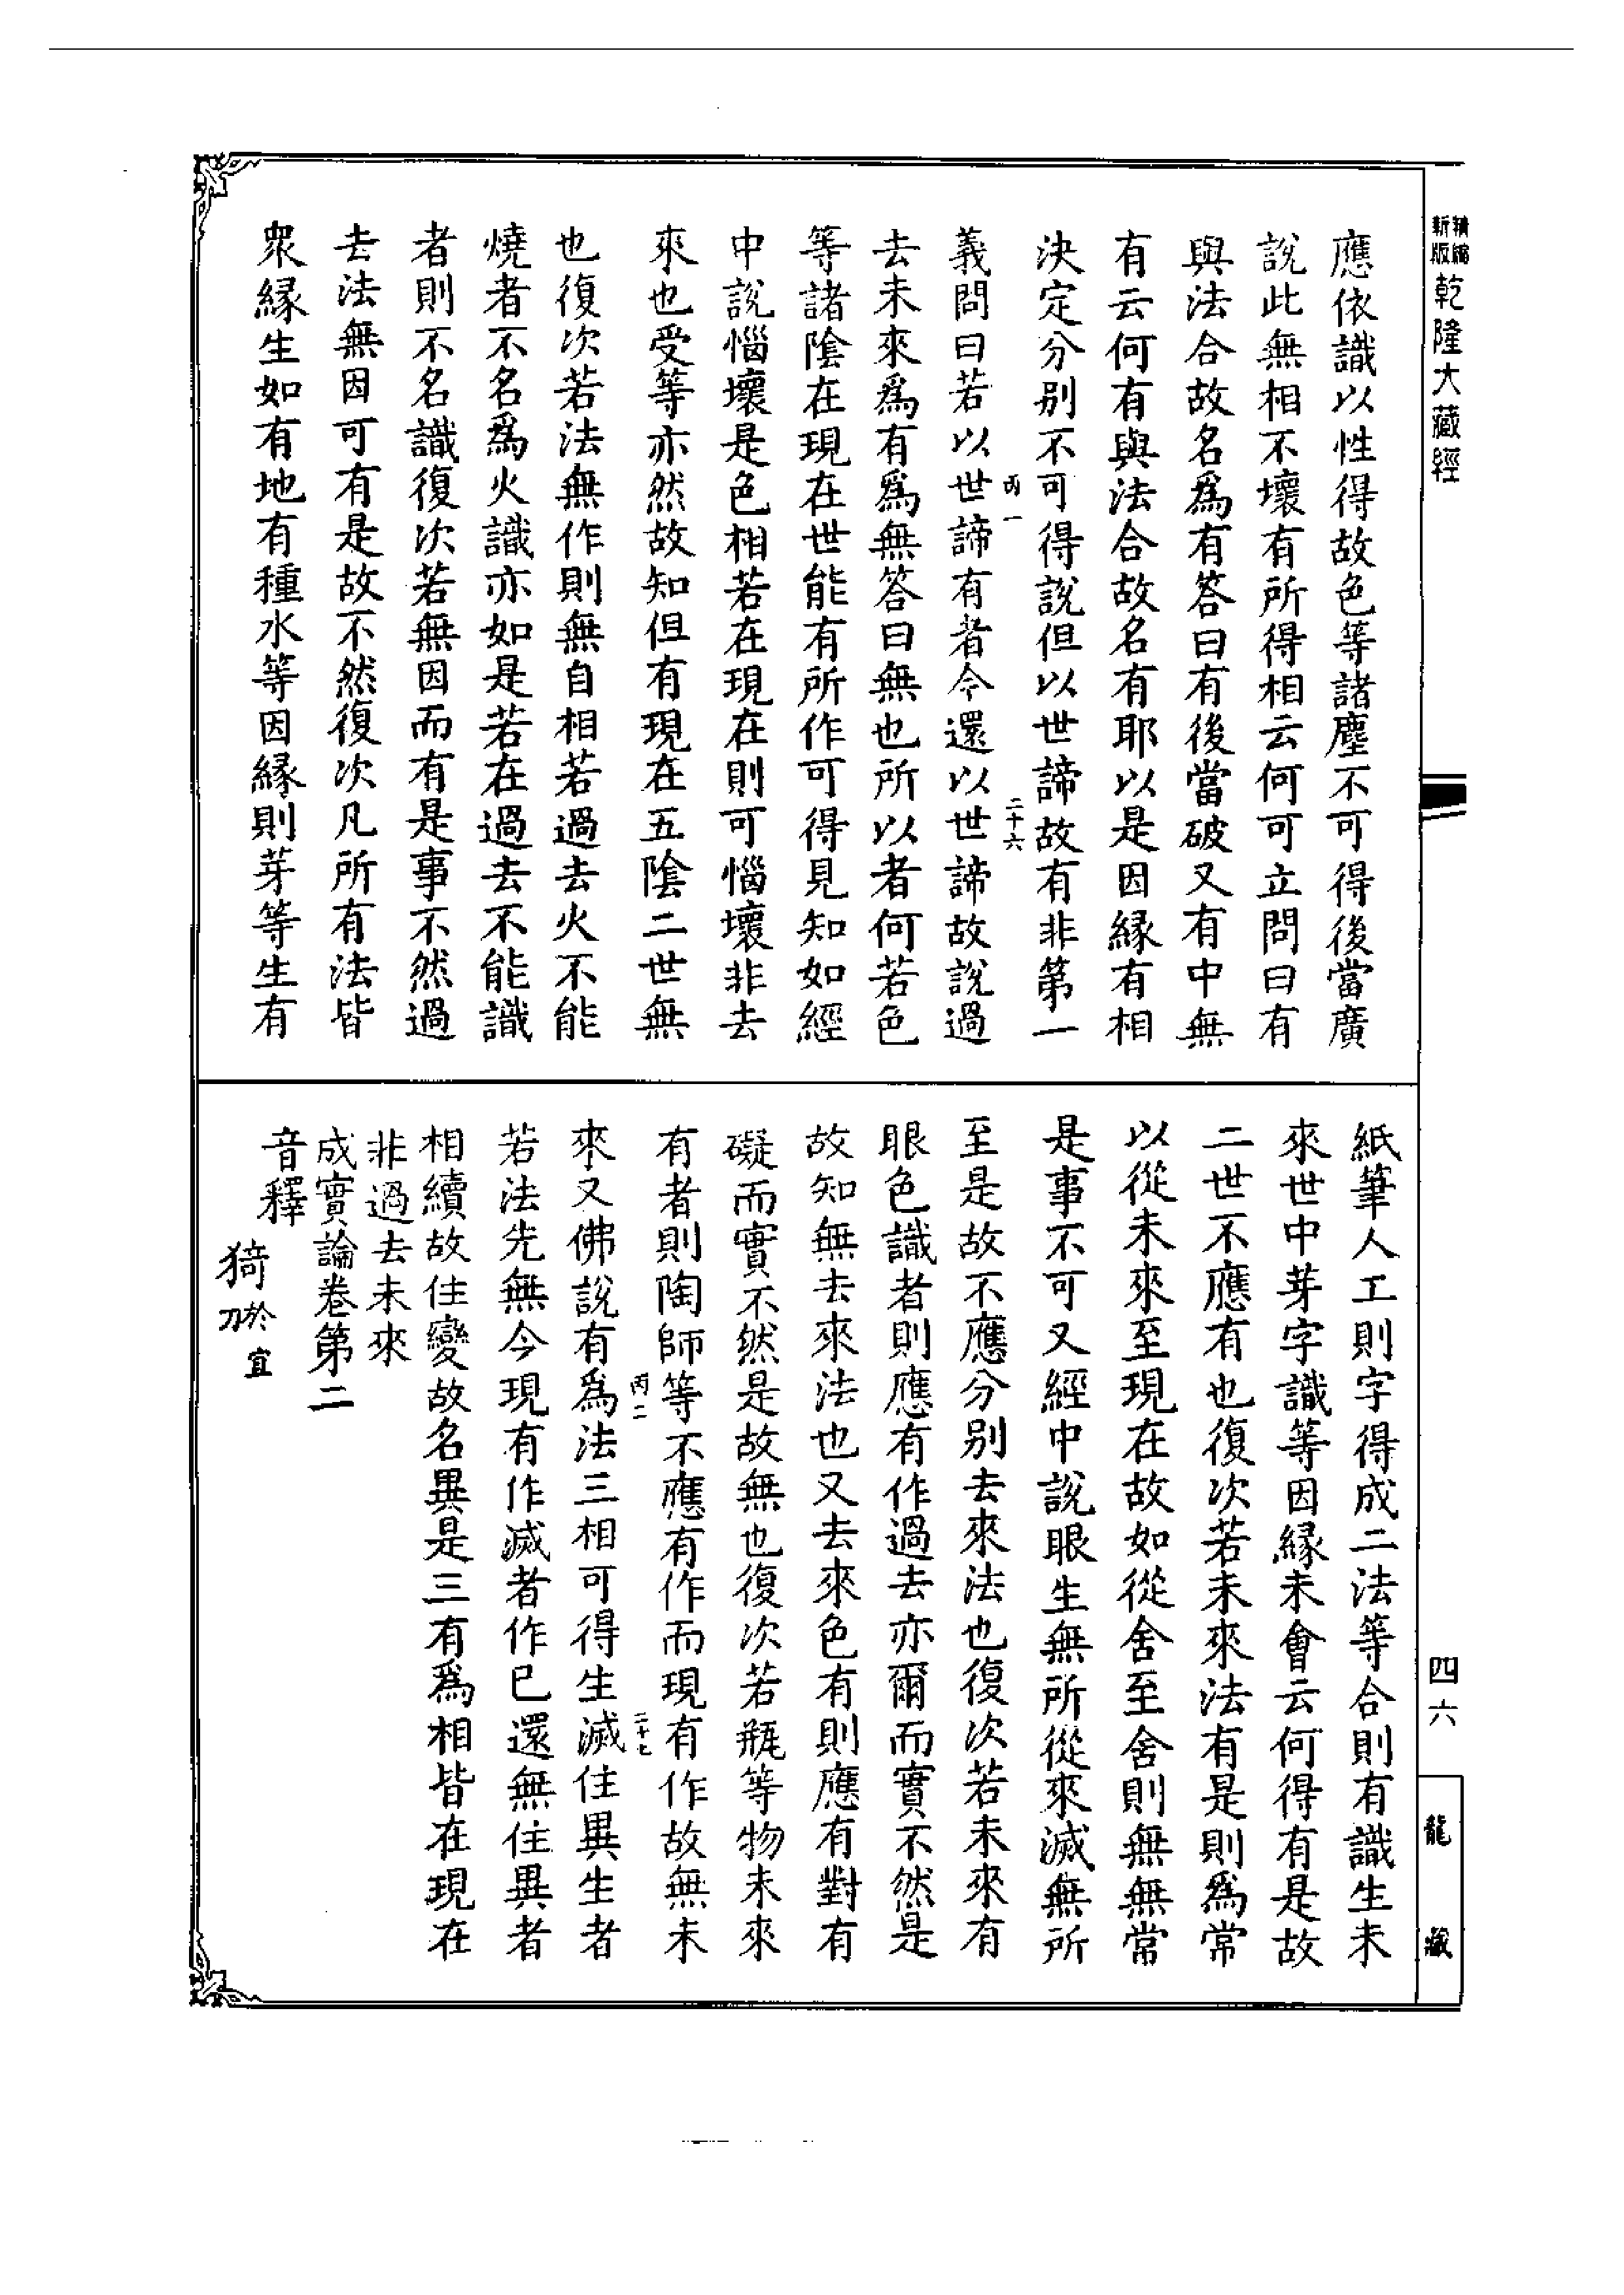 新編
新版
乾隆大藏經
應依識以性得故色等諸塵不可得後當廣
說此無相不壞有所得相云何可立問曰有
與法合故名為有答曰有後當破又有中無
有云何有與法合故名有耶以是因緣有相
決定分別不可得說但以世諦故有非第一
丙一
二十六
義問曰若以世諦有者今還以世諦故說過
去未來為有為無答曰無也所以者何若色
等諸陰在現在世能有所作可得見知如經
中說惱壞是色相若在現在則可惱壞非去
來也受等亦然故知但有現在五陰二世無
也復次若法無作則無自相若過去火不能
燒者不名為火識亦如是若在過去不能識
者則不名識復次若無因而有是事不然過
去法無因可有是故不然復次凡所有法皆
眾緣生如有地有種水等因緣則芽等生有
紙筆人工則字得成二法等合則有識生未
來世中芽字識等因緣未會云何得有是故
二世不應有也復次若未來法有是則為常
以從未來至現在故如從舍至舍則無無常
是事不可又經中說眼生無所從來滅無所
至是故不應分別去來法也復次若未來有
眼色識者則應有作過去亦爾而實不然是
故知無去來法也又去來色有則應有對有
礙而實不然是故無也復次若瓶等物未來
有者則陶師等不應有作而現有作故無未
丙二
二十七
來又佛說有為法三相可得生滅住異生者
若法先無今現有作滅者作已還無住異者
相續故住變故名異是三有為相皆在現在
非過去未來
成實論卷第二
音釋
猗於宜
刀
四六
龍藏